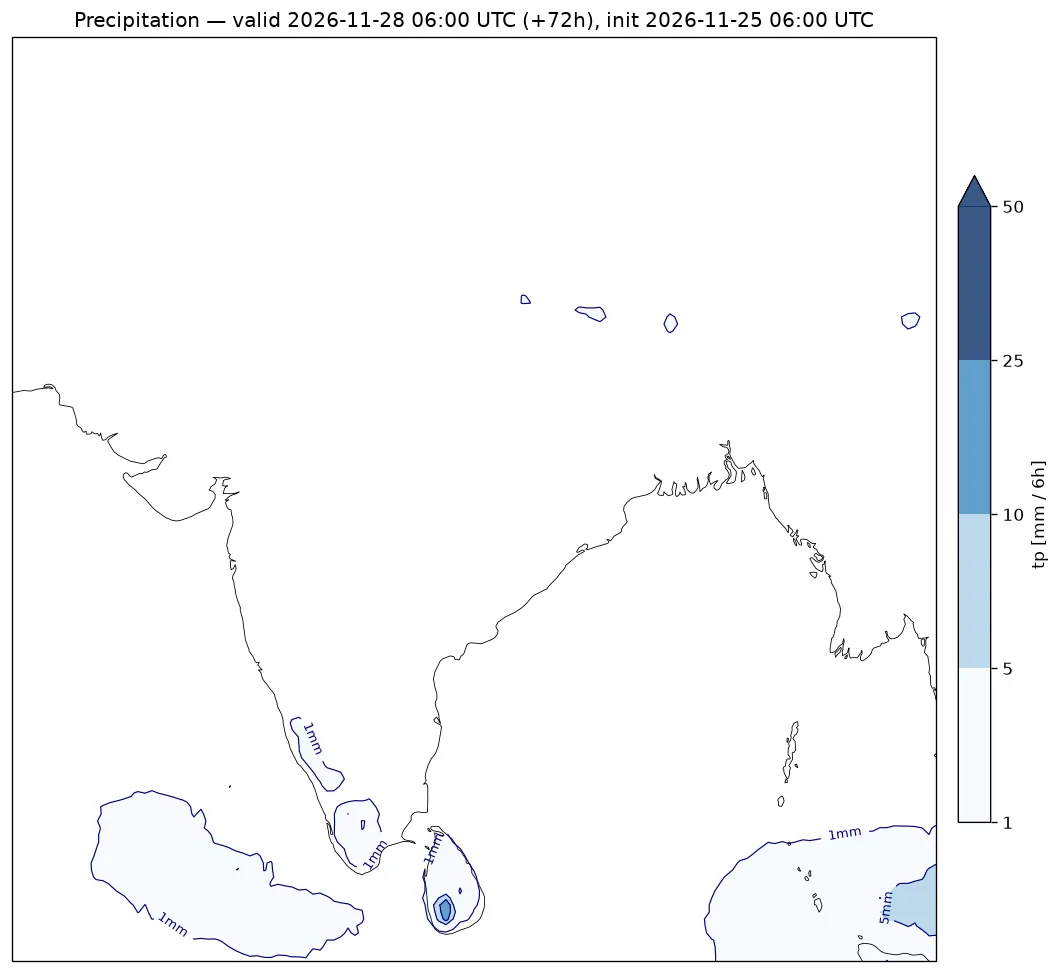 Precipitation — valid 2026-11-28 06:00 UTC (+72h), init 2026-11-25 06:00 UTC
50
25
10
5
1
tp [mm / 6h]
1mm
1mm
1mm
1mm
1mm
5mm